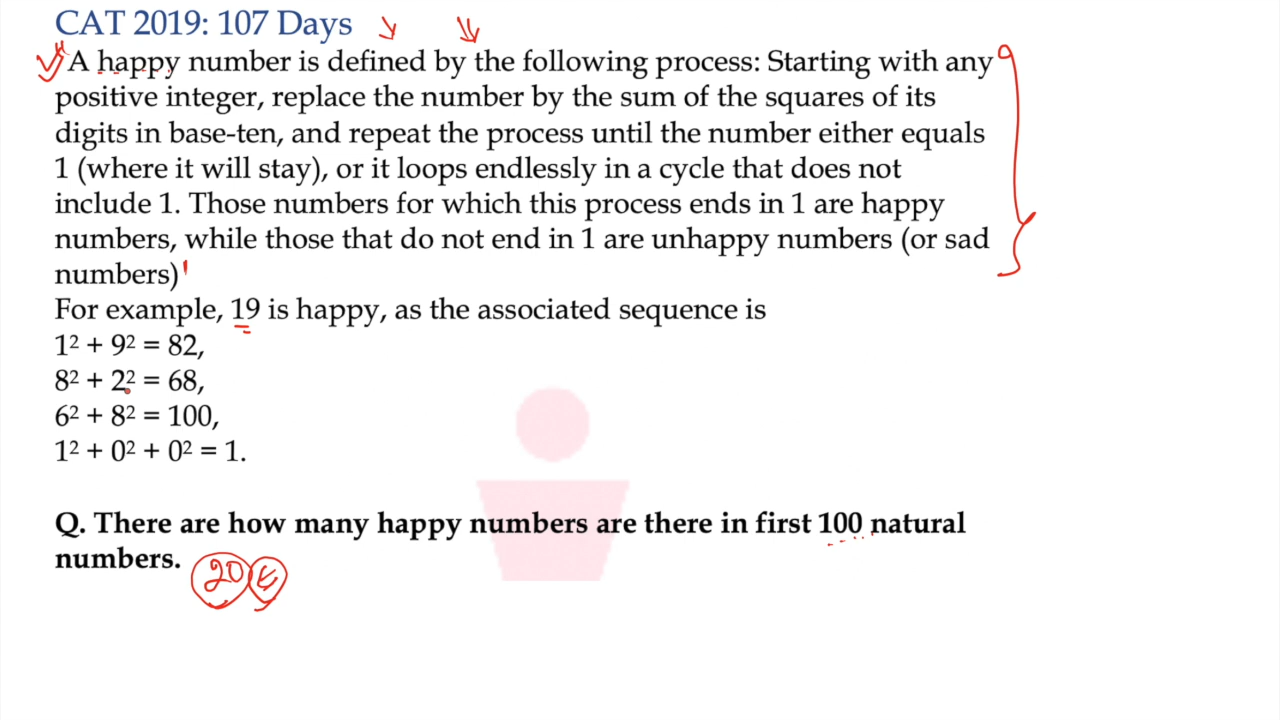 CAT 2019: 107 Days
A happy number is defined by the following process: Starting with any
positive integer, replace the number by the sum of the squares of its
digits in base-ten, and repeat the process until the number either equals
1 (where it will stay), or it loops endlessly in a cycle that does not
include 1. Those numbers for which this process ends in 1 are happy
numbers, while those that do not end in 1 are unhappy numbers (or sad
numbers)
For example, 19 is happy, as the associated sequence is
1² + 9² = 82,
8² + 2² = 68,
6² + 8² = 100,
1² + 0² + 0² = 1.
Q. There are how many happy numbers are there in first 100 natural
numbers. 20